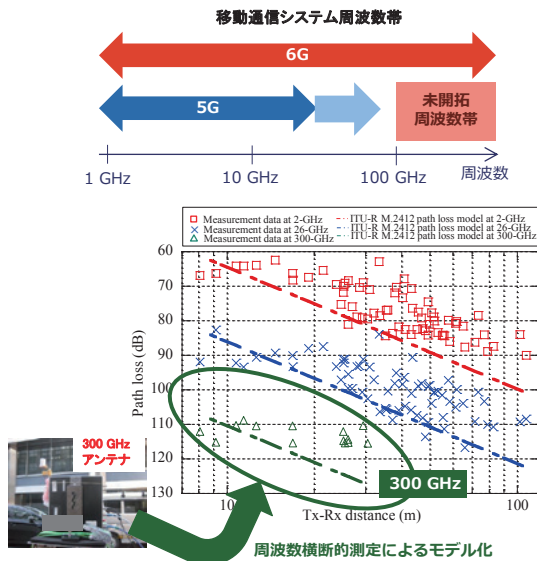 移動通信システム周波数帯
6G
5G
未開拓
周波数帯
1 GHz
10 GHz
100 GHz
周波数
Measurement data at 2-GHz
Measurement data at 26-GHz
Measurement data at 300-GHz
ITU-R M.2412 path loss model at 2-GHz
ITU-R M.2412 path loss model at 26-GHz
ITU-R M.2412 path loss model at 300-GHz
Path loss (dB)
60
70
80
90
100
110
120
130
10
100
Tx-Rx distance (m)
300 GHz
300 GHz
アンテナ
周波数横断的測定によるモデル化